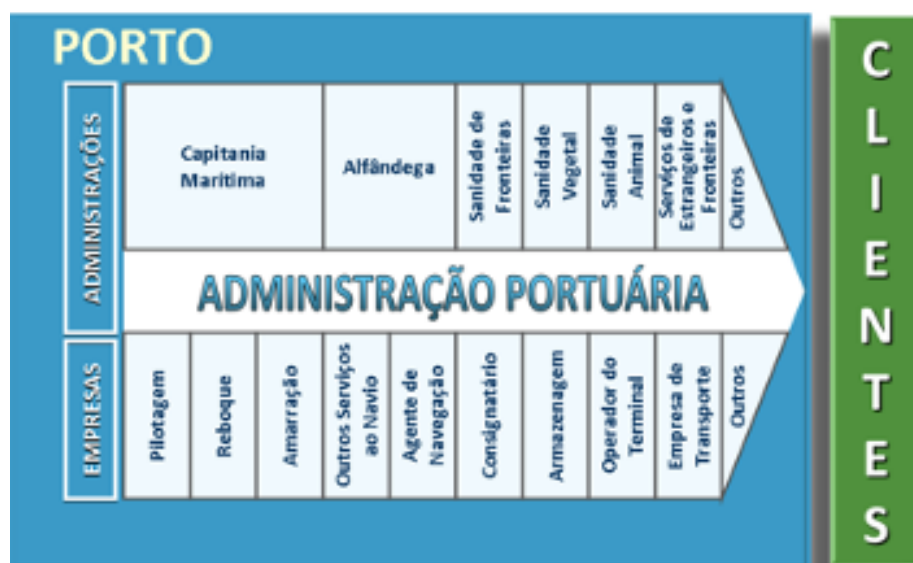 PORTO
ADMINISTRAÇÕES
Capitania
Marítima
Alfândega
Sanidade de
Fronteiras
Sanidade
Vegetal
Sanidade
Animal
Serviços de
Estrangeiros e
Fronteiras
Outros
ADMINISTRAÇÃO PORTUÁRIA
EMPRESAS
Pilotagem
Reboque
Amarração
Outros Serviços
ao Navio
Agente de
Navegação
Consignatário
Armazenagem
Operador do
Terminal
Empresa de
Transporte
Outros
CLIENTES